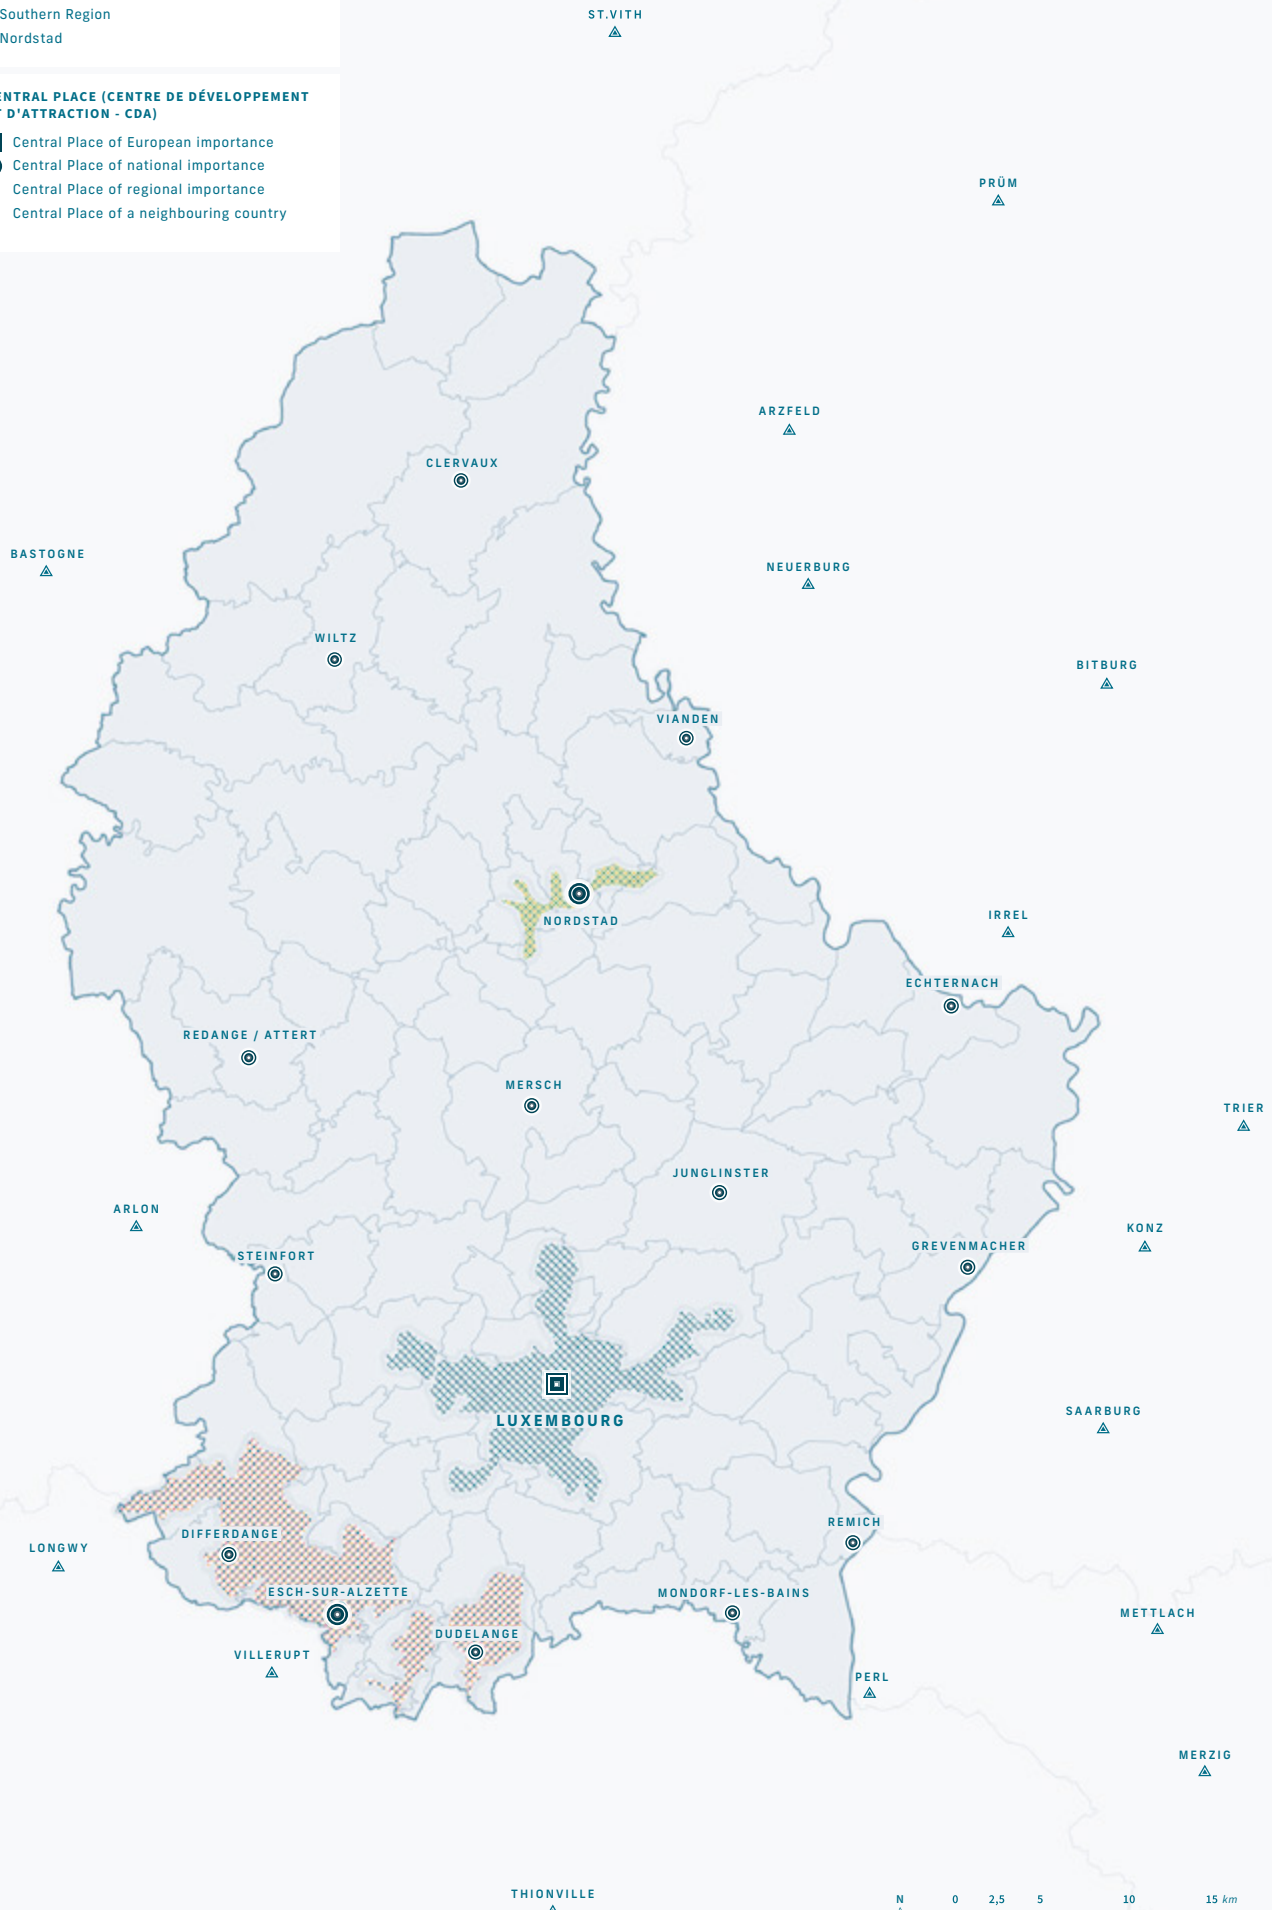 Southern Region
Nordstad
ENTRAL PLACE (CENTRE DE DÉVELOPPEMENT
T D'ATTRACTION - CDA)
Central Place of European importance
Central Place of national importance
Central Place of regional importance
Central Place of a neighbouring country
ST.VITH
PRÜM
ARZFELD
CLERVAUX
BASTOGNE
NEUERBURG
WILTZ
BITBURG
VIANDEN
NORDSTAD
IRREL
ECHTERNACH
REDANGE / ATTERT
MERSCH
TRIER
JUNGLINSTER
ARLON
KONZ
GREVENMACHER
STEINFORT
SAARBURG
LUXEMBOURG
REMICH
DIFFERDANGE
LONGWY
ESCH-SUR-ALZETTE
MONDORF-LES-BAINS
METTLACH
DUDELANGE
VILLERUPT
PERL
MERZIG
THIONVILLE
N 0 2,5 5 10 15 km